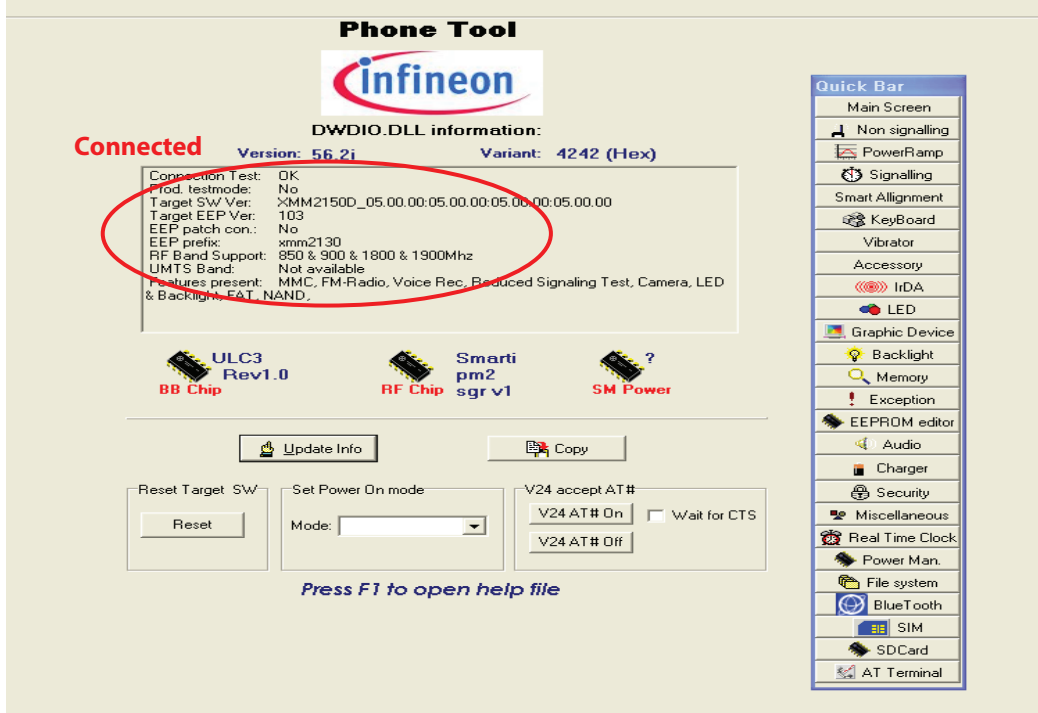 Phone Tool
infineon
DWDIO.DLL information:
Connected
Version: 56.2i Variant: 4242 (Hex)
Connection Test: OK
Prod. testmode: No
Target SW Ver: XMM2150D_05.00.00:05.00.00:05.00.00:05.00.00
Target EEP Ver: 103
EEP patch con.: No
EEP prefix: xmm2130
RF Band Support: 850 & 900 & 1800 & 1900Mhz
UMTS Band: Not available
Features present: MMC, FM-Radio, Voice Rec, Reduced Signaling Test, Camera, LED
& Backlight, FAT, NAND,
ULC3
Rev1.0
BB Chip
Smarti
pm2
sgr v1
RF Chip
?
SM Power
Update Info
Copy
Reset Target SW
Reset
Set Power On mode
Mode:
V24 accept AT#
V24 AT# On
Wait for CTS
V24 AT# Off
Press F1 to open help file
Quick Bar
Main Screen
Non signalling
PowerRamp
Signalling
Smart Allignment
KeyBoard
Vibrator
Accessory
IrDA
LED
Graphic Device
Backlight
Memory
Exception
EEPROM editor
Audio
Charger
Security
Miscellaneous
Real Time Clock
Power Man.
File system
BlueTooth
SIM
SDCard
AT Terminal